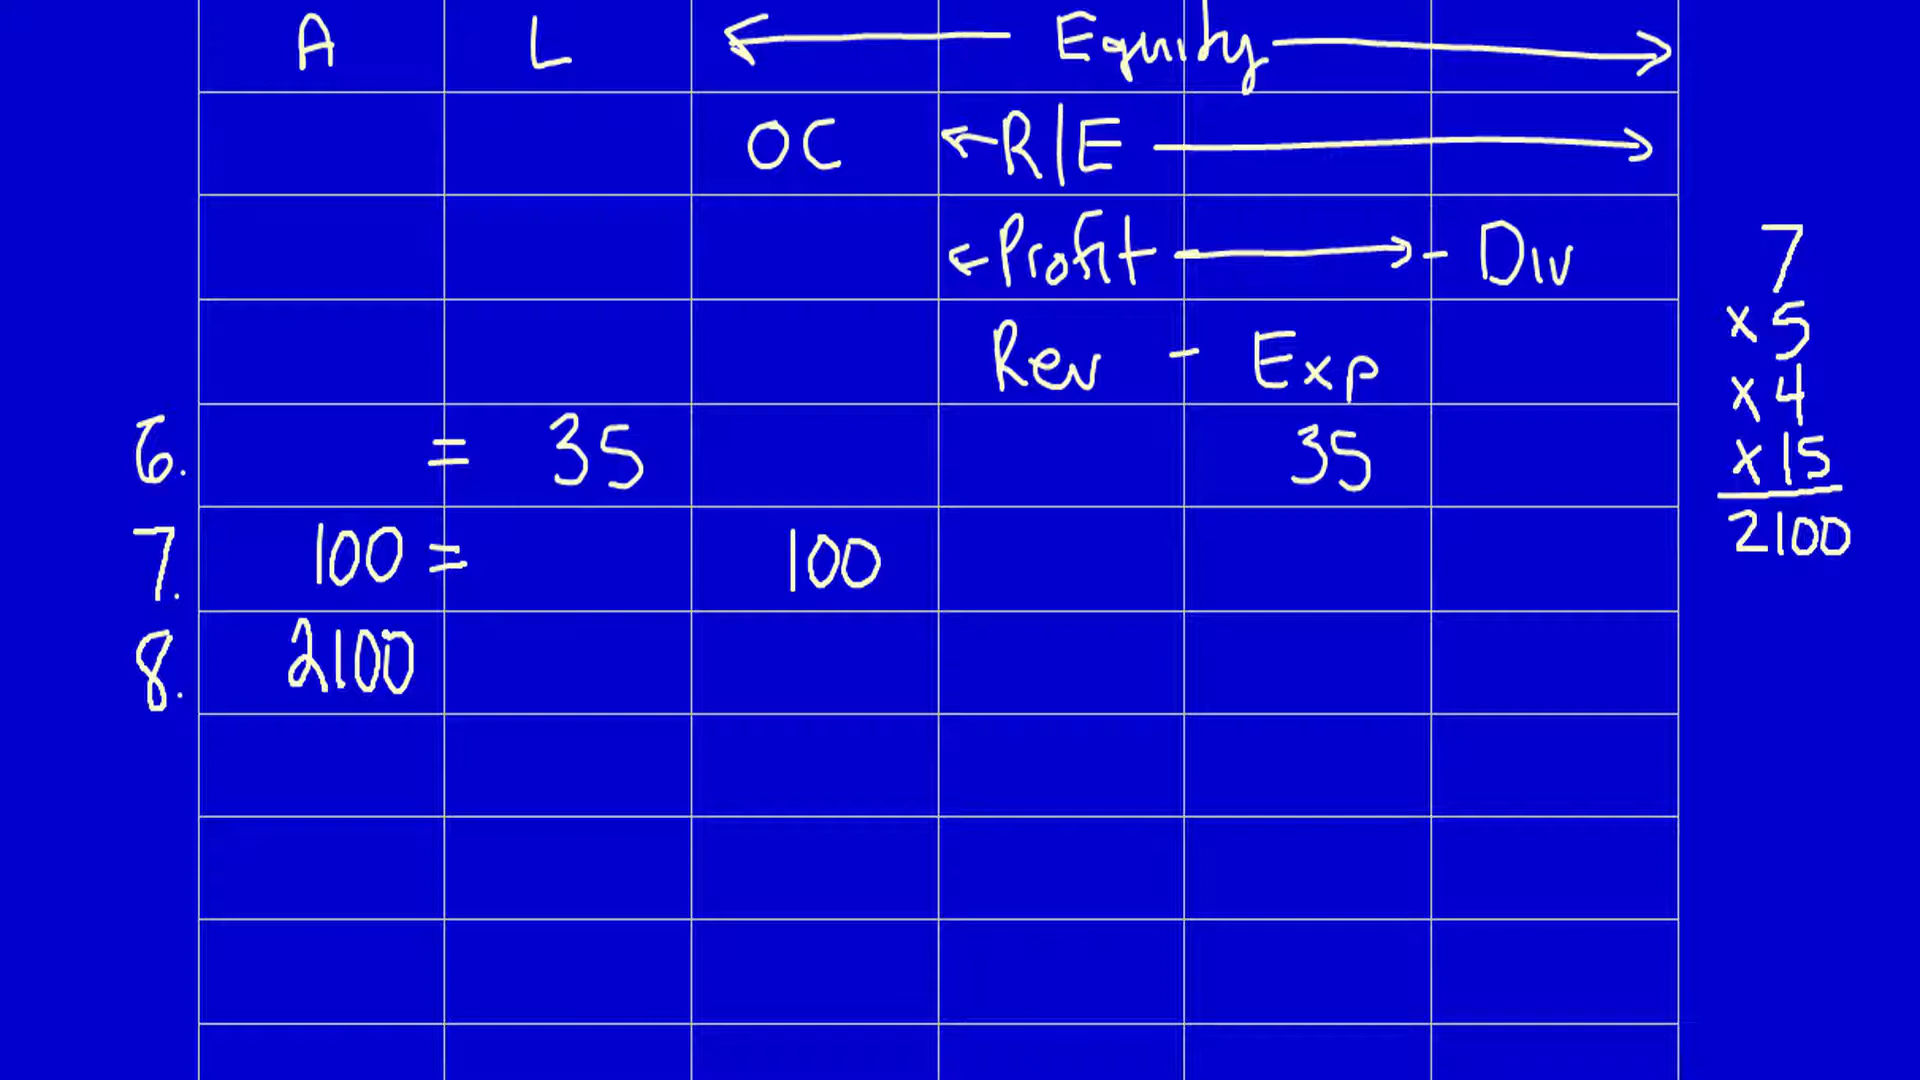 A L Equity
OC R/E
Profit - Div
Rev - Exp
6. = 35 35
7. 100 = 100
8. 2100
7
x 5
x 4
x 15
2100